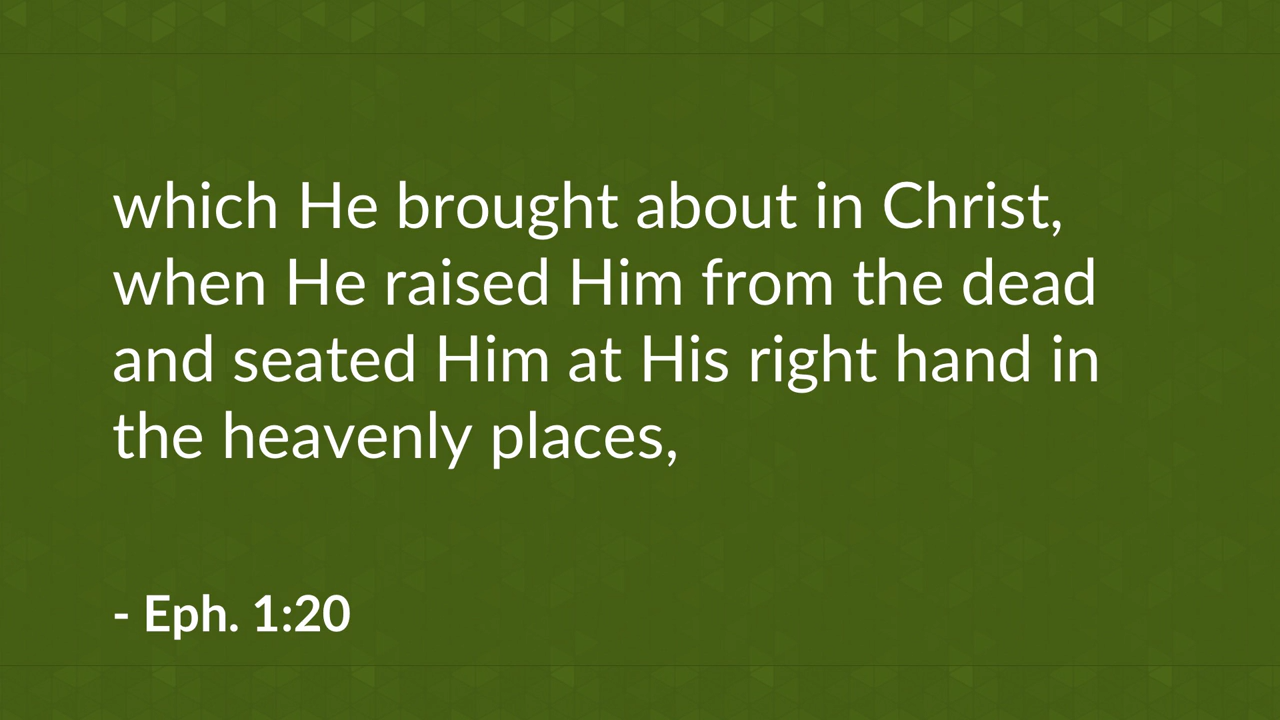 which He brought about in Christ,
when He raised Him from the dead
and seated Him at His right hand in
the heavenly places,
- Eph. 1:20